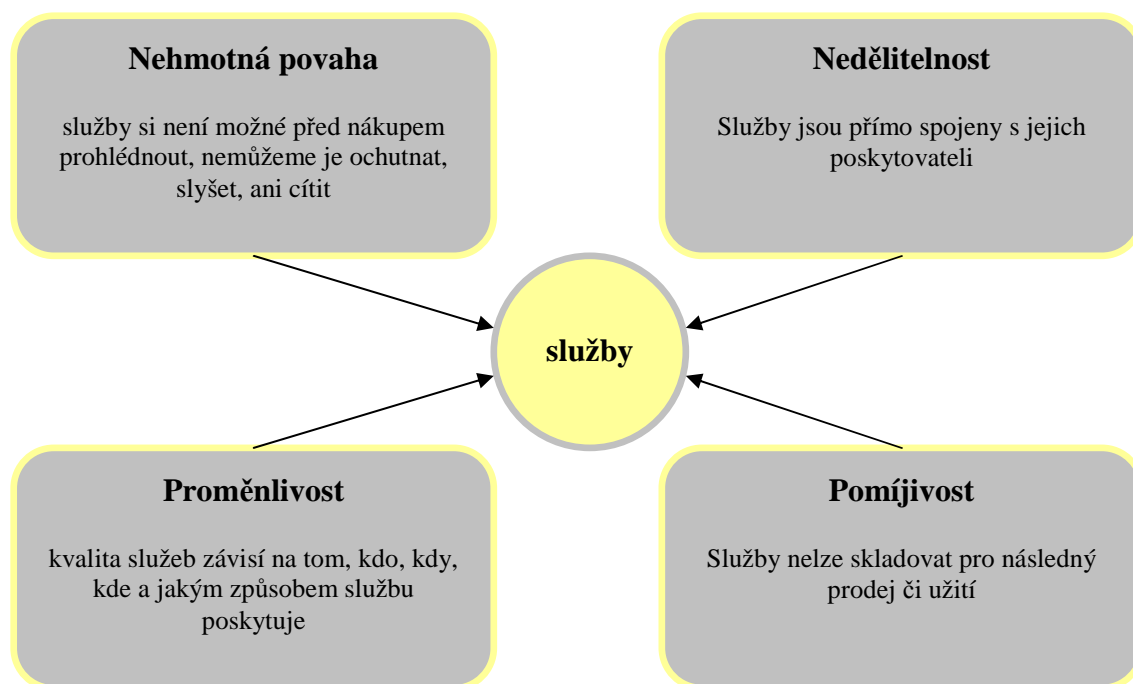 Nehmotná povaha
služby si není možné před nákupem
prohlédnout, nemůžeme je ochutnat,
slyšet, ani cítit
Nedělitelnost
Služby jsou přímo spojeny s jejich
poskytovateli
služby
Proměnlivost
kvalita služeb závisí na tom, kdo, kdy,
kde a jakým způsobem službu
poskytuje
Pomíjivost
Služby nelze skladovat pro následný
prodej či užití